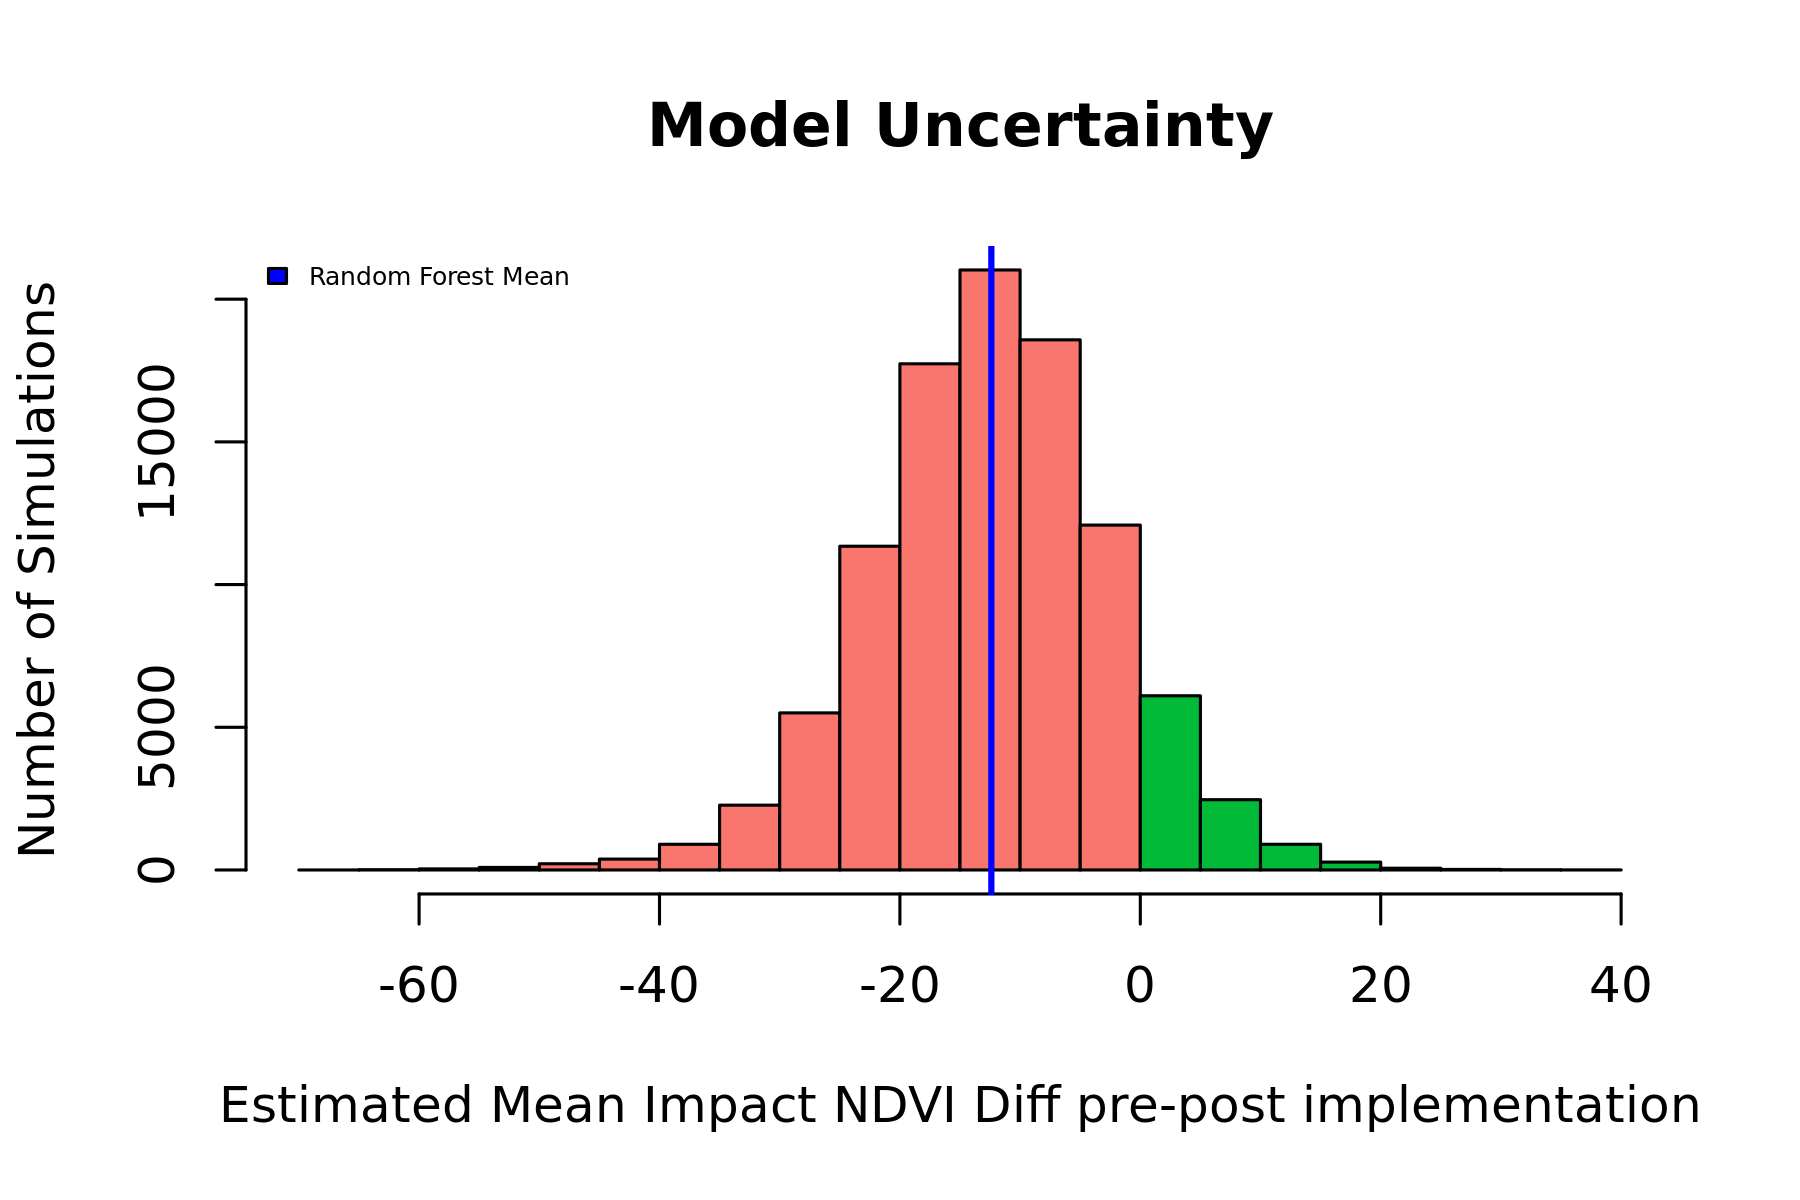 Model Uncertainty
Random Forest Mean
Number of Simulations
0 5000 15000
-60 -40 -20 0 20 40
Estimated Mean Impact NDVI Diff pre-post implementation